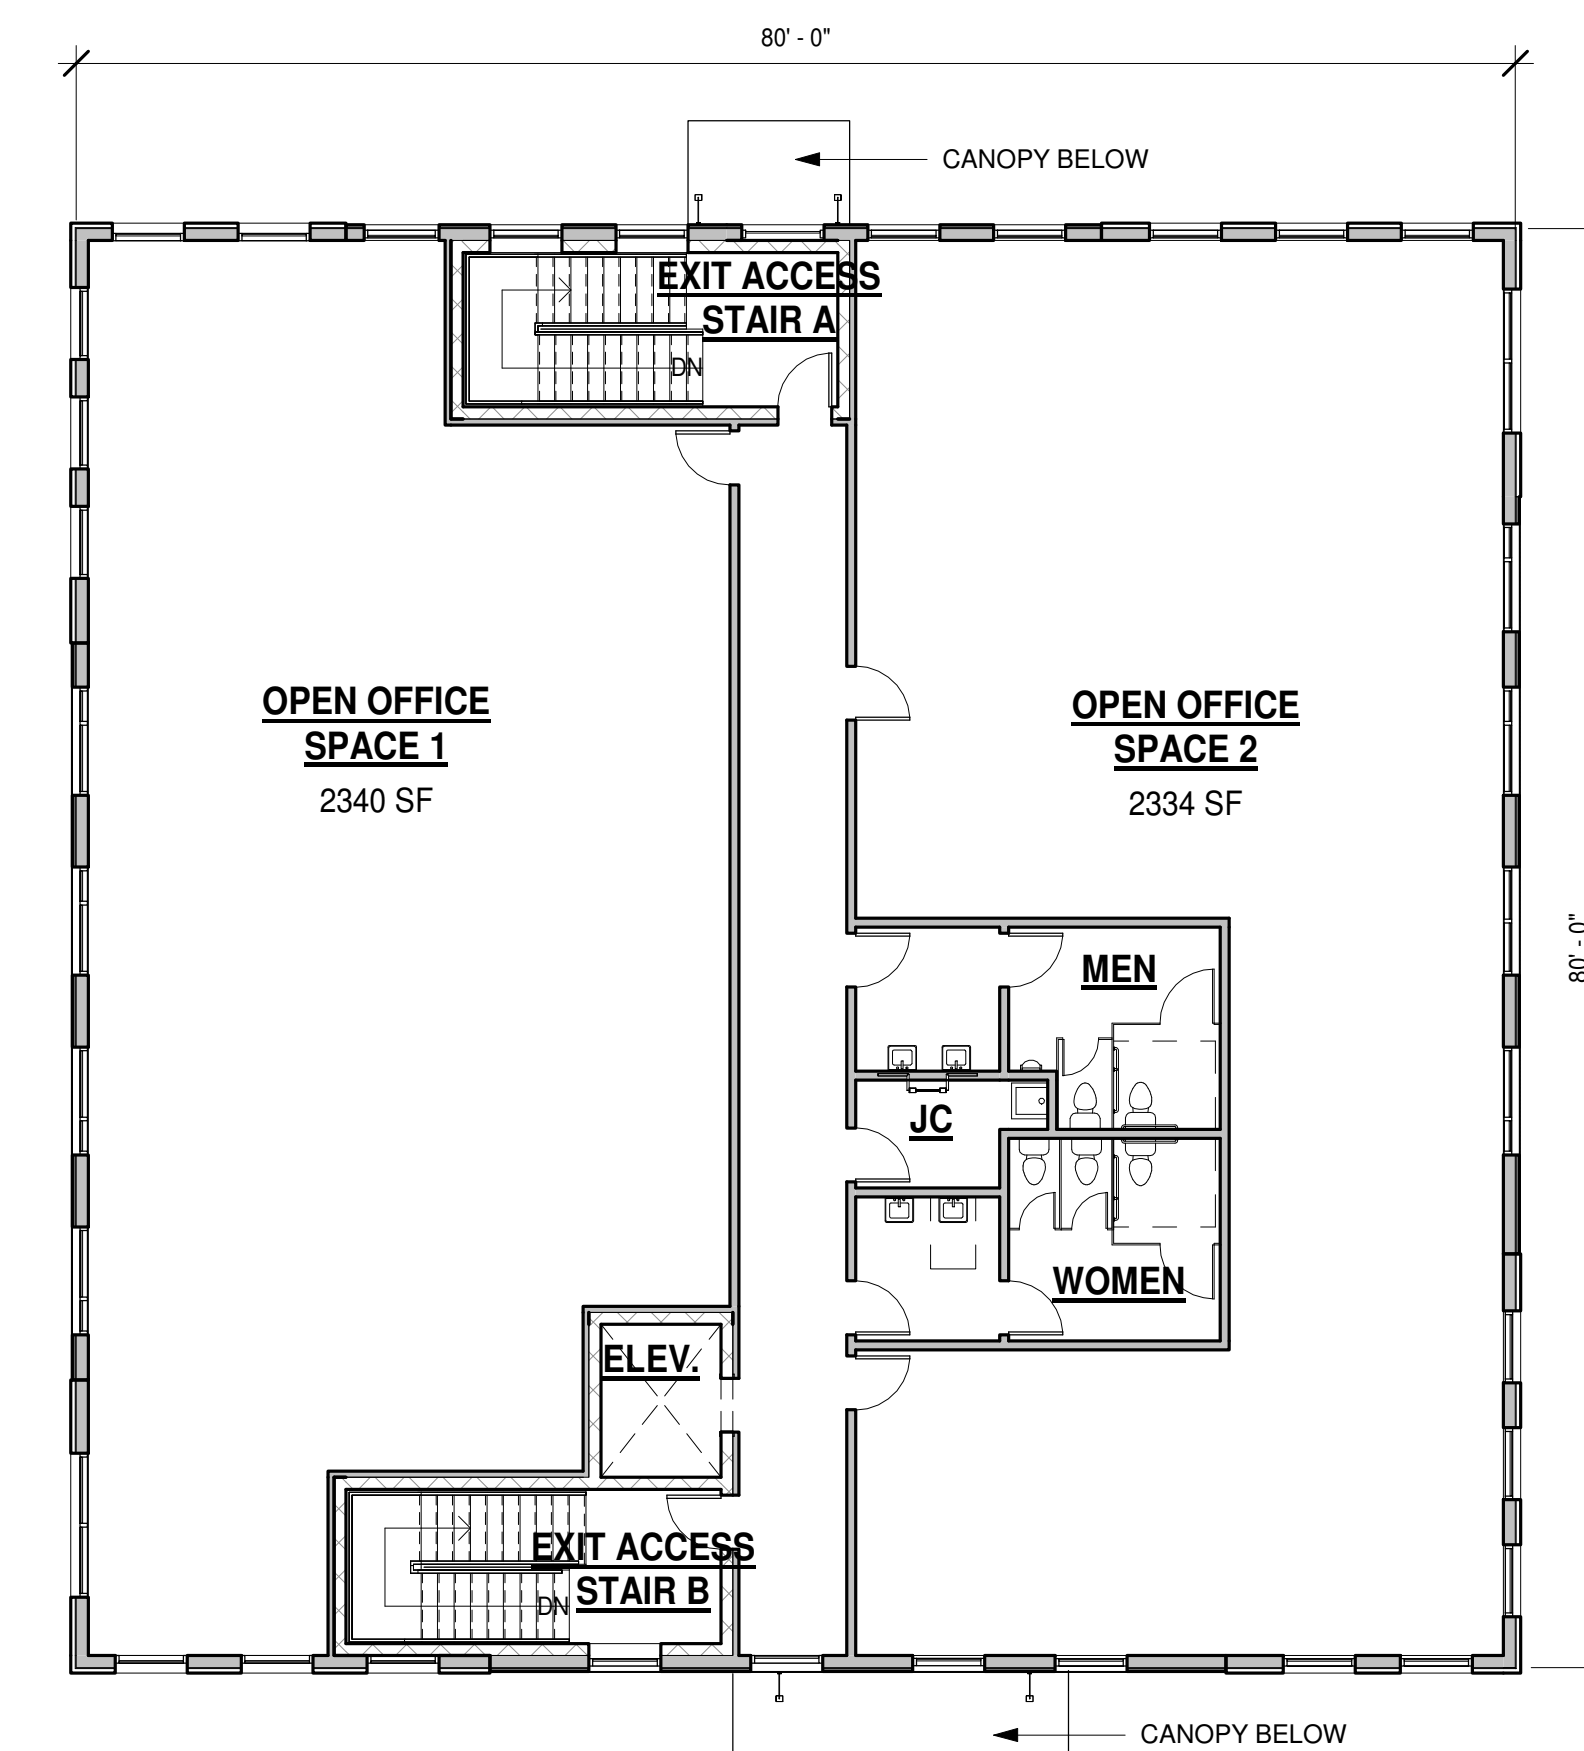 80' - 0"
CANOPY BELOW
EXIT ACCESS
STAIR A
DN
OPEN OFFICE
SPACE 1
2340 SF
OPEN OFFICE
SPACE 2
2334 SF
80' - 0"
MEN
JC
WOMEN
ELEV.
EXIT ACCESS
STAIR B
DN
CANOPY BELOW